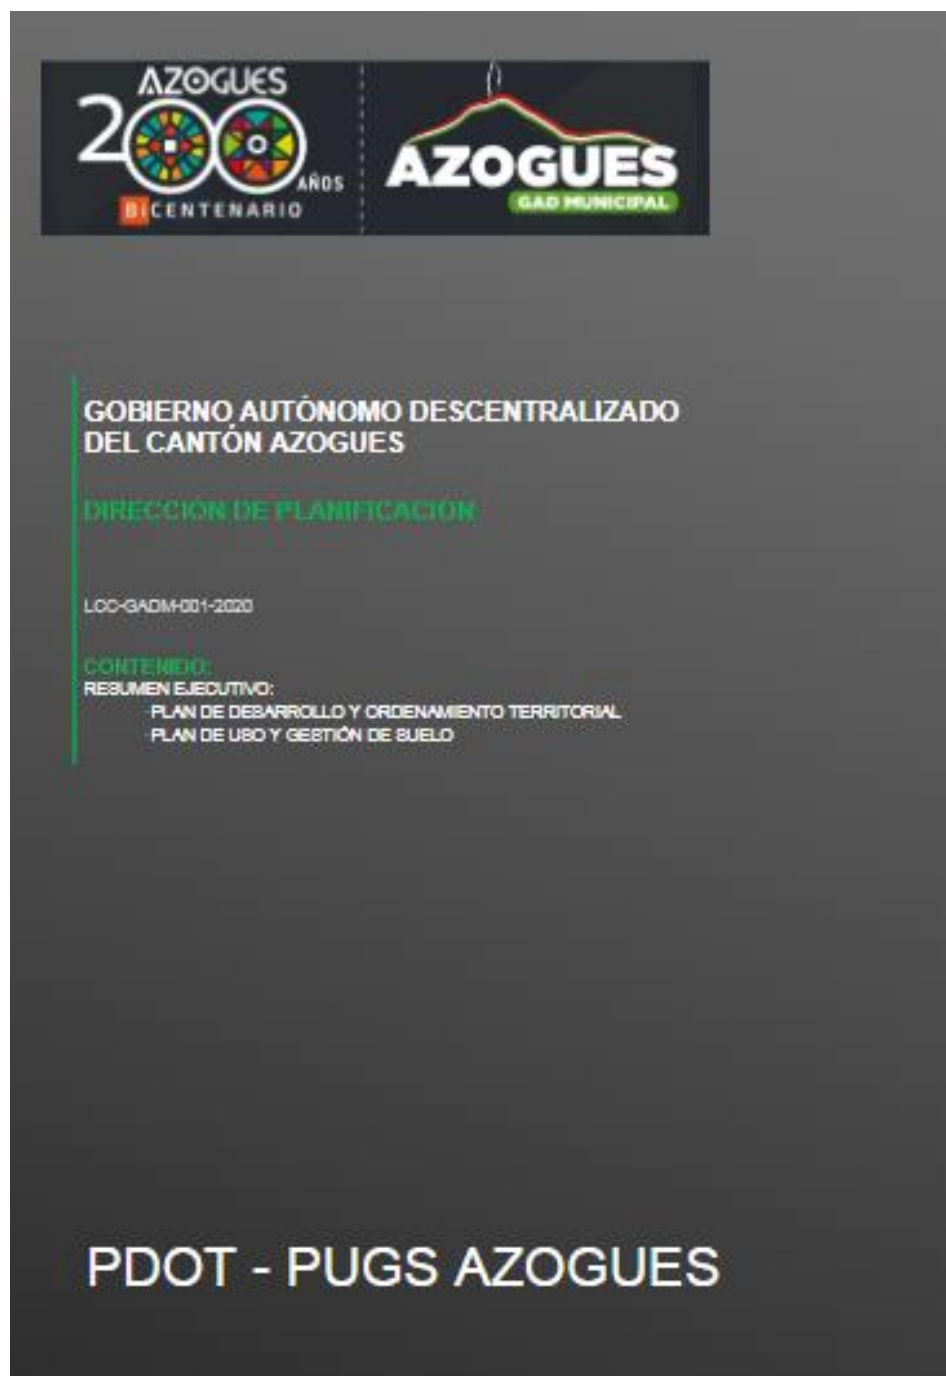 AZOGUES
200
AÑOS
BICENTENARIO
AZOGUES
GAD MUNICIPAL
GOBIERNO AUTÓNOMO DESCENTRALIZADO
DEL CANTÓN AZOGUES
DIRECCIÓN DE PLANIFICACIÓN
LCC-GADM-001-2020
CONTENIDO:
RESUMEN EJECUTIVO:
-PLAN DE DESARROLLO Y ORDENAMIENTO TERRITORIAL
-PLAN DE USO Y GESTIÓN DE SUELO
PDOT - PUGS AZOGUES